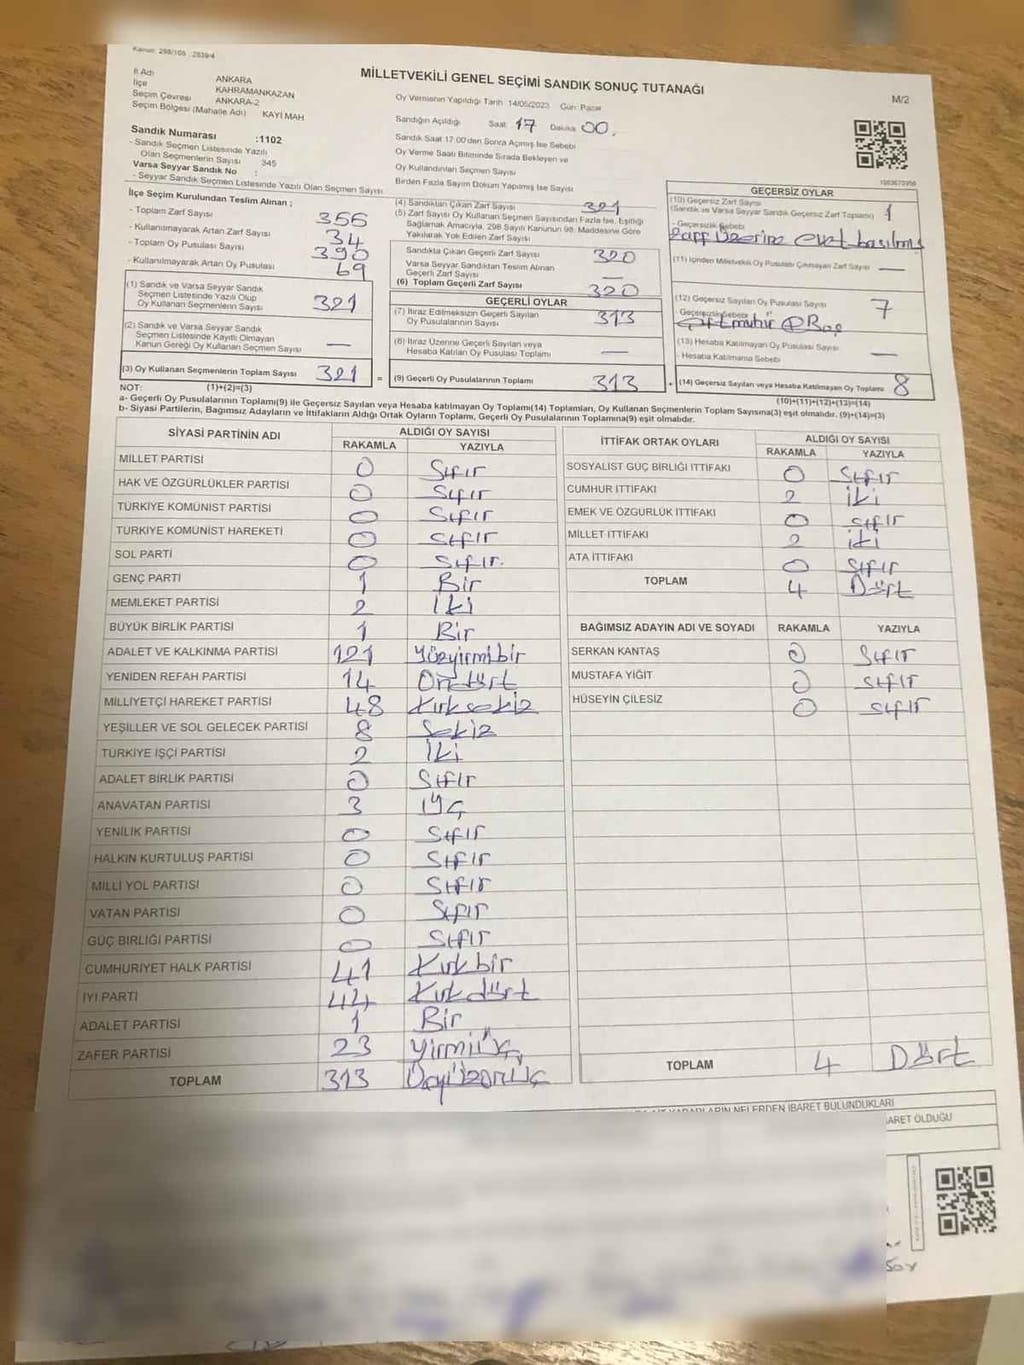 Kanun: 298/105 2839/4
MİLLETVEKİLİ GENEL SEÇİMİ SANDIK SONUÇ TUTANAĞI
M/2
İl Adı ANKARA
İlçe KAHRAMANKAZAN
Seçim Çevresi ANKARA-2
Seçim Bölgesi (Mahalle Adı) KAYI MAH
Sandık Numarası :1102
- Sandık Seçmen Listesinde Yazılı
Olan Seçmenlerin Sayısı 345
Varsa Seyyar Sandık No :
- Seyyar Sandık Seçmen Listesinde Yazılı Olan Seçmen Sayısı
Oy Vermenin Yapıldığı Tarih 14/05/2023 Gün: Pazar
Sandığın Açıldığı Saat 17 Dakika 00.
Sandık Saat 17:00'den Sonra Açılmış İse Sebebi
Oy Verme Saati Bitiminde Sırada Bekleyen ve
Oy Kullandırılan Seçmen Sayısı
Birden Fazla Sayım Döküm Yapılmış İse Sayısı
İlçe Seçim Kurulundan Teslim Alınan ;
- Toplam Zarf Sayısı 356
- Kullanılmayarak Artan Zarf Sayısı 34
- Toplam Oy Pusulası Sayısı 390
- Kullanılmayarak Artan Oy Pusulası 69
(1) Sandık ve Varsa Seyyar Sandık
Seçmen Listesinde Yazılı Olup
Oy Kullanan Seçmenlerin Sayısı 321
(2) Sandık ve Varsa Seyyar Sandık
Seçmen Listesinde Kayıtlı Olmayan
Kanun Gereği Oy Kullanan Seçmen Sayısı —
(3) Oy Kullanan Seçmenlerin Toplam Sayısı 321 =
(4) Sandıktan Çıkan Zarf Sayısı 321
(5) Zarf Sayısı Oy Kullanan Seçmen Sayısından Fazla İse, Eşitliği
Sağlamak Amacıyla, 298 Sayılı Kanunun 98. Maddesine Göre
Yakılarak Yok Edilen Zarf Sayısı
Sandıkta Çıkan Geçerli Zarf Sayısı 320
Varsa Seyyar Sandıktan Teslim Alınan
Geçerli Zarf Sayısı —
(6) Toplam Geçerli Zarf Sayısı 320
GEÇERLİ OYLAR
(7) İtiraz Edilmeksizin Geçerli Sayılan
Oy Pusulalarının Sayısı 313
(8) İtiraz Üzerine Geçerli Sayılan veya
Hesaba Katılan Oy Pusulası Toplamı —
(9) Geçerli Oy Pusulalarının Toplamı 313 +
GEÇERSİZ OYLAR
(10) Geçersiz Zarf Sayısı
(Sandık ve Varsa Seyyar Sandık Geçersiz Zarf Toplamı) 1
- Geçersizlik Sebebi
Zarf Üzerine evet basılmış
(11) İçinden Milletvekili Oy Pusulası Çıkmayan Zarf Sayısı —
(12) Geçersiz Sayılan Oy Pusulası Sayısı 7
- Geçersizlik Sebebi
(13) Hesaba Katılmayan Oy Pusulası Sayısı —
- Hesaba Katılmama Sebebi
(14) Geçersiz Sayılan veya Hesaba Katılmayan Oy Toplamı 8
NOT: (1)+(2)=(3)
(10)+(11)+(12)+(13)=(14)
a- Geçerli Oy Pusulalarının Toplamı(9) ile Geçersiz Sayılan veya Hesaba katılmayan Oy Toplamı(14) Toplamları, Oy Kullanan Seçmenlerin Toplam Sayısına(3) eşit olmalıdır. (9)+(14)=(3)
b- Siyasi Partilerin, Bağımsız Adayların ve İttifakların Aldığı Ortak Oyların Toplamı, Geçerli Oy Pusulalarının Toplamına(9) eşit olmalıdır.
SİYASİ PARTİNİN ADI ALDIĞI OY SAYISI
RAKAMLA YAZIYLA
MİLLET PARTİSİ 0 Sıfır
HAK VE ÖZGÜRLÜKLER PARTİSİ 0 Sıfır
TÜRKİYE KOMÜNİST PARTİSİ 0 Sıfır
TÜRKİYE KOMÜNİST HAREKETİ 0 Sıfır
SOL PARTİ 0 Sıfır.
GENÇ PARTİ 1 Bir
MEMLEKET PARTİSİ 2 İki
BÜYÜK BİRLİK PARTİSİ 1 Bir
ADALET VE KALKINMA PARTİSİ 121 Yüzyirmibir
YENİDEN REFAH PARTİSİ 14 Ondört
MİLLİYETÇİ HAREKET PARTİSİ 48 Kırksekiz
YEŞİLLER VE SOL GELECEK PARTİSİ 8 Sekiz
TÜRKİYE İŞÇİ PARTİSİ 2 İki
ADALET BİRLİK PARTİSİ 0 Sıfır
ANAVATAN PARTİSİ 3 Üç
YENİLİK PARTİSİ 0 Sıfır
HALKIN KURTULUŞ PARTİSİ 0 Sıfır
MİLLİ YOL PARTİSİ 0 Sıfır
VATAN PARTİSİ 0 Sıfır
GÜÇ BİRLİĞİ PARTİSİ 0 Sıfır
CUMHURİYET HALK PARTİSİ 41 Kırkbir
İYİ PARTİ 44 Kırkdört
ADALET PARTİSİ 1 Bir
ZAFER PARTİSİ 23 Yirmiüç
TOPLAM 313 Üçyüzonüç
İTTİFAK ORTAK OYLARI ALDIĞI OY SAYISI
RAKAMLA YAZIYLA
SOSYALİST GÜÇ BİRLİĞİ İTTİFAKI 0 Sıfır
CUMHUR İTTİFAKI 2 İki
EMEK VE ÖZGÜRLÜK İTTİFAKI 0 Sıfır
MİLLET İTTİFAKI 2 İki
ATA İTTİFAKI 0 Sıfır
TOPLAM 4 Dört
BAĞIMSIZ ADAYIN ADI VE SOYADI RAKAMLA YAZIYLA
SERKAN KANTAŞ 0 Sıfır
MUSTAFA YİĞİT 0 Sıfır
HÜSEYİN ÇİLESİZ 0 Sıfır
TOPLAM 4 Dört
NELERDEN İBARET BULUNDUKLARI
OLDUĞU